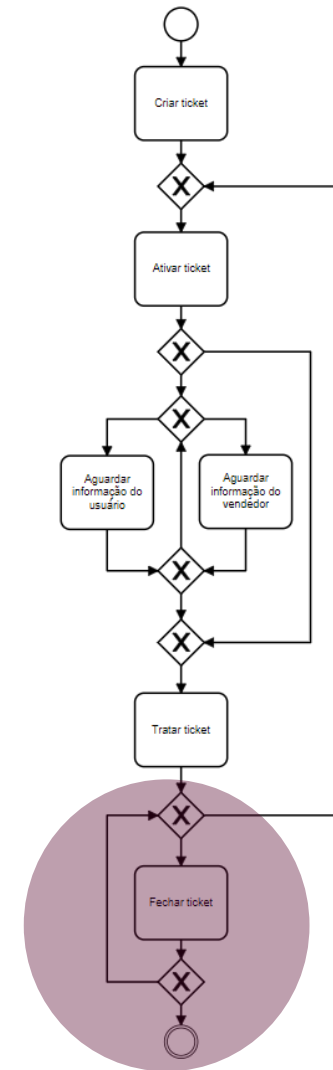 Criar ticket
Ativar ticket
Aguardar
informação do
usuário
Aguardar
informação do
vendedor
Tratar ticket
Fechar ticket